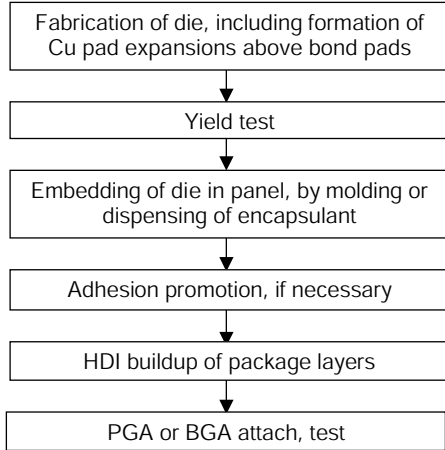 Fabrication of die, including formation of
Cu pad expansions above bond pads
Yield test
Embedding of die in panel, by molding or
dispensing of encapsulant
Adhesion promotion, if necessary
HDI buildup of package layers
PGA or BGA attach, test